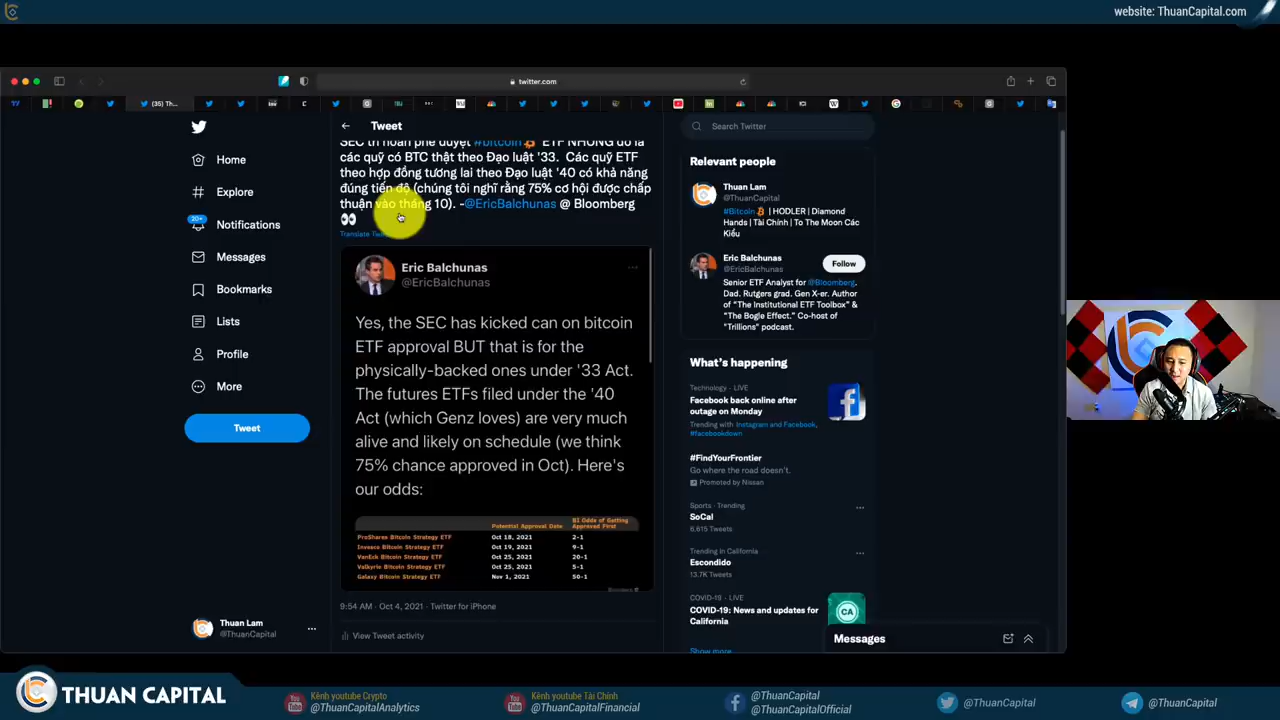 website: ThuanCapital.com
twitter.com
(35) Th...
Tweet
Search Twitter
Home
Explore
20+
Notifications
Messages
Bookmarks
Lists
Profile
More
Tweet
Thuan Lam
@ThuanCapital
SEC trì hoãn phê duyệt #bitcoin ETF NHƯNG đó là
các quỹ có BTC thật theo Đạo luật '33. Các quỹ ETF
theo hợp đồng tương lai theo Đạo luật '40 có khả năng
đúng tiến độ (chúng tôi nghĩ rằng 75% cơ hội được chấp
thuận vào tháng 10). -@EricBalchunas @ Bloomberg
👀
Translate
Eric Balchunas
@EricBalchunas
Yes, the SEC has kicked can on bitcoin
ETF approval BUT that is for the
physically-backed ones under '33 Act.
The futures ETFs filed under the '40
Act (which Genz loves) are very much
alive and likely on schedule (we think
75% chance approved in Oct). Here's
our odds:
Potential Approval Date BI Odds of Getting Approved First
ProShares Bitcoin Strategy ETF Oct 18, 2021 2-1
Invesco Bitcoin Strategy ETF Oct 19, 2021 9-1
VanEck Bitcoin Strategy ETF Oct 25, 2021 20-1
Valkyrie Bitcoin Strategy ETF Oct 25, 2021 5-1
Galaxy Bitcoin Strategy ETF Nov 1, 2021 50-1
Bloomberg
9:54 AM · Oct 4, 2021 · Twitter for iPhone
View Tweet activity
Relevant people
Thuan Lam
@ThuanCapital
#Bitcoin | HODLER | Diamond
Hands | Tài Chính | To The Moon Các
Kiểu
Eric Balchunas
@EricBalchunas
Follow
Senior ETF Analyst for @Bloomberg.
Dad. Rutgers grad. Gen X-er. Author
of "The Institutional ETF Toolbox" &
"The Bogle Effect." Co-host of
"Trillions" podcast.
What's happening
Technology · LIVE
Facebook back online after
outage on Monday
Trending with Instagram and Facebook,
#facebookdown
#FindYourFrontier
Go where the road doesn't.
Promoted by Nissan
Sports · Trending
SoCal
6,615 Tweets
Trending in California
Escondido
13.7K Tweets
COVID-19 · LIVE
COVID-19: News and updates for
California
CA
Show more
Messages
THUAN CAPITAL
Kênh youtube Crypto
@ThuanCapitalAnalytics
Kênh youtube Tài Chính
@ThuanCapitalFinancial
@ThuanCapital
@ThuanCapitalOfficial
@ThuanCapital
@ThuanCapital